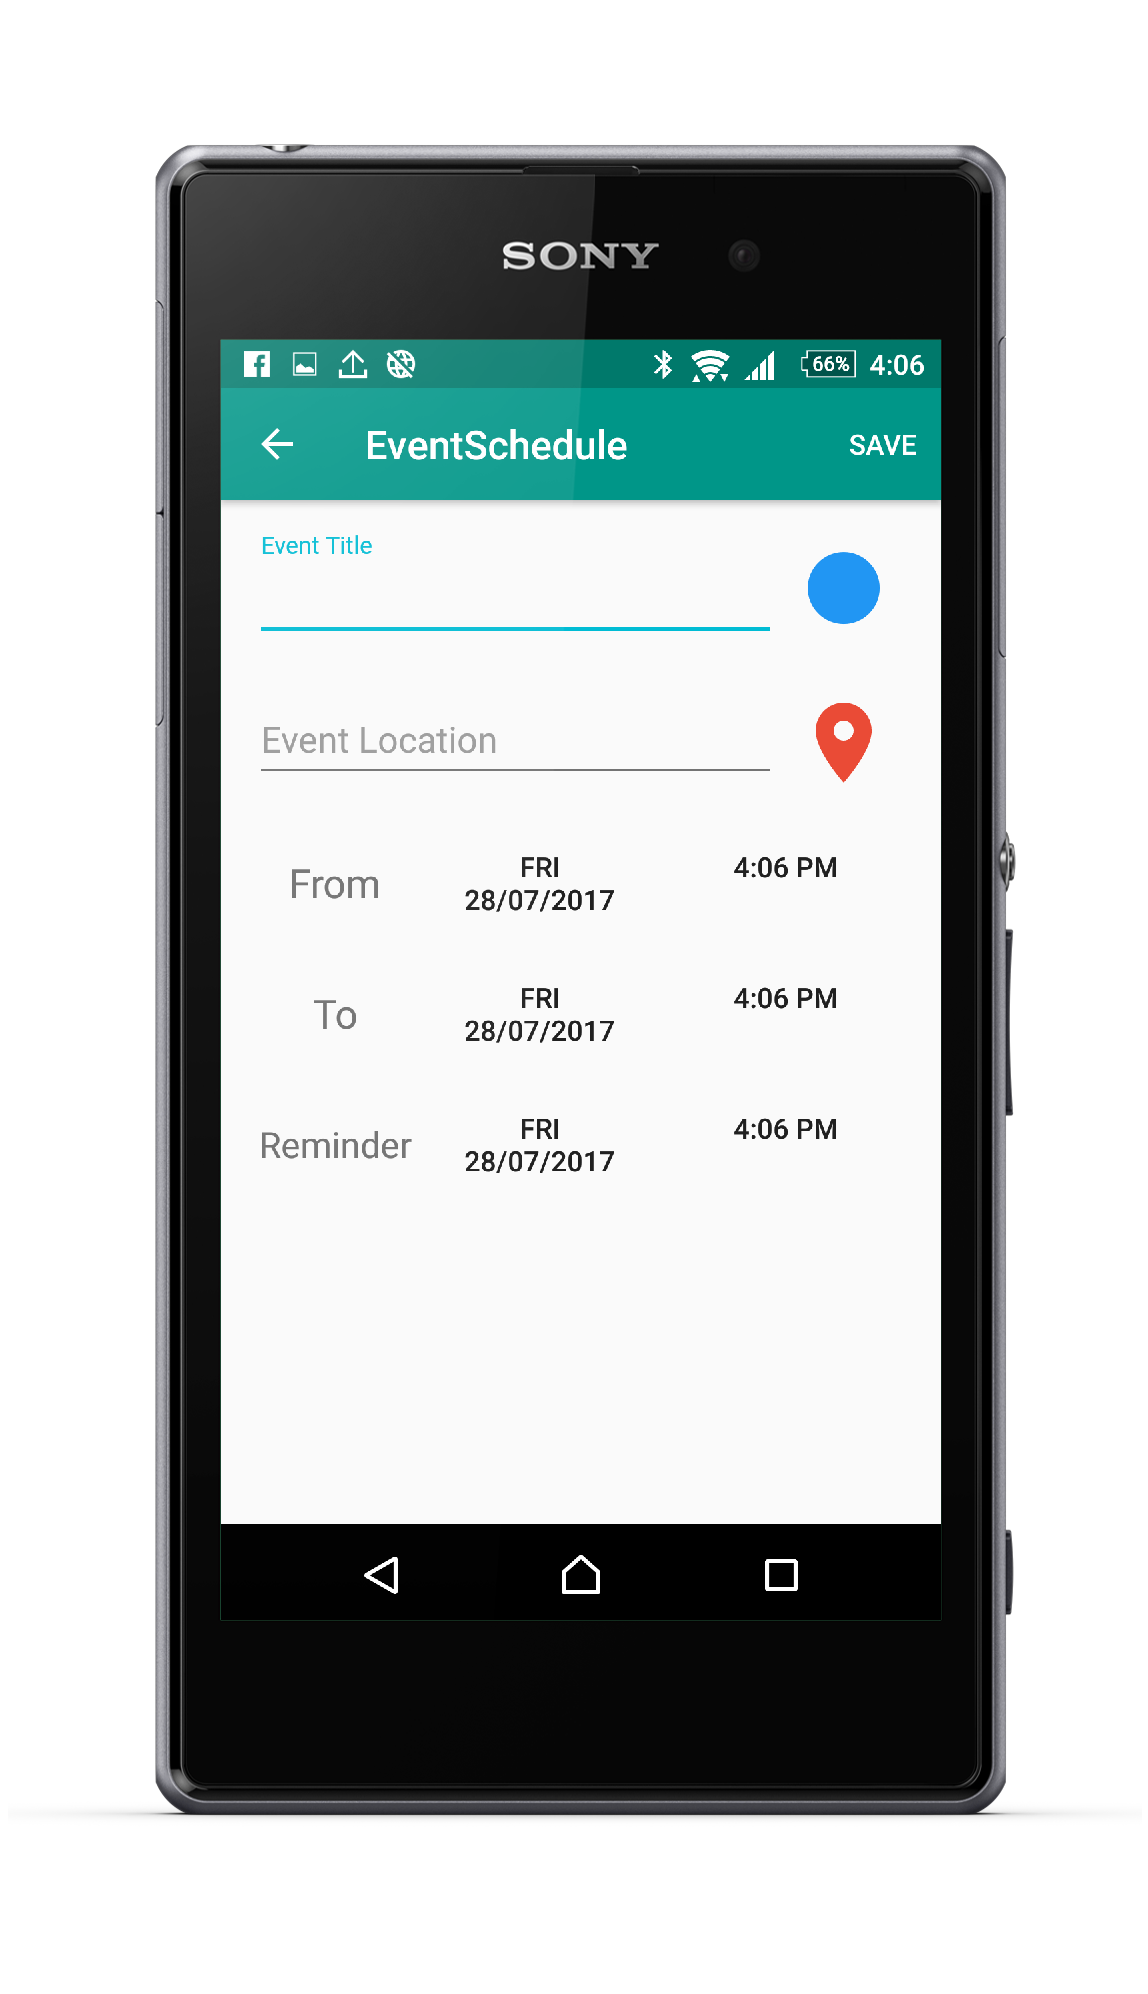 SONY
66% 4:06
EventSchedule SAVE
Event Title
Event Location
From FRI 4:06 PM
28/07/2017
To FRI 4:06 PM
28/07/2017
Reminder FRI 4:06 PM
28/07/2017